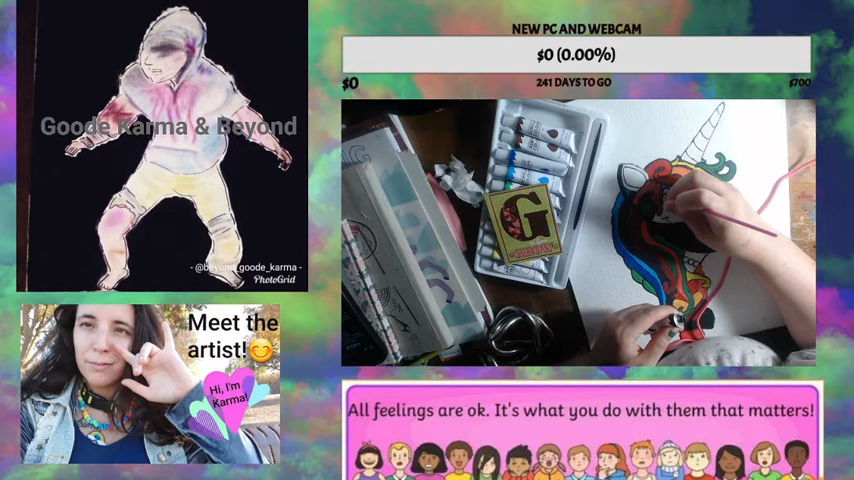 Goode Karma & Beyond
- @beyond_goode_karma -
PhotoGrid
Meet the
artist!
Hi, I'm
Karma!
NEW PC AND WEBCAM
$0 (0.00%)
$0
241 DAYS TO GO
$700
G
GROW
All feelings are ok. It's what you do with them that matters!